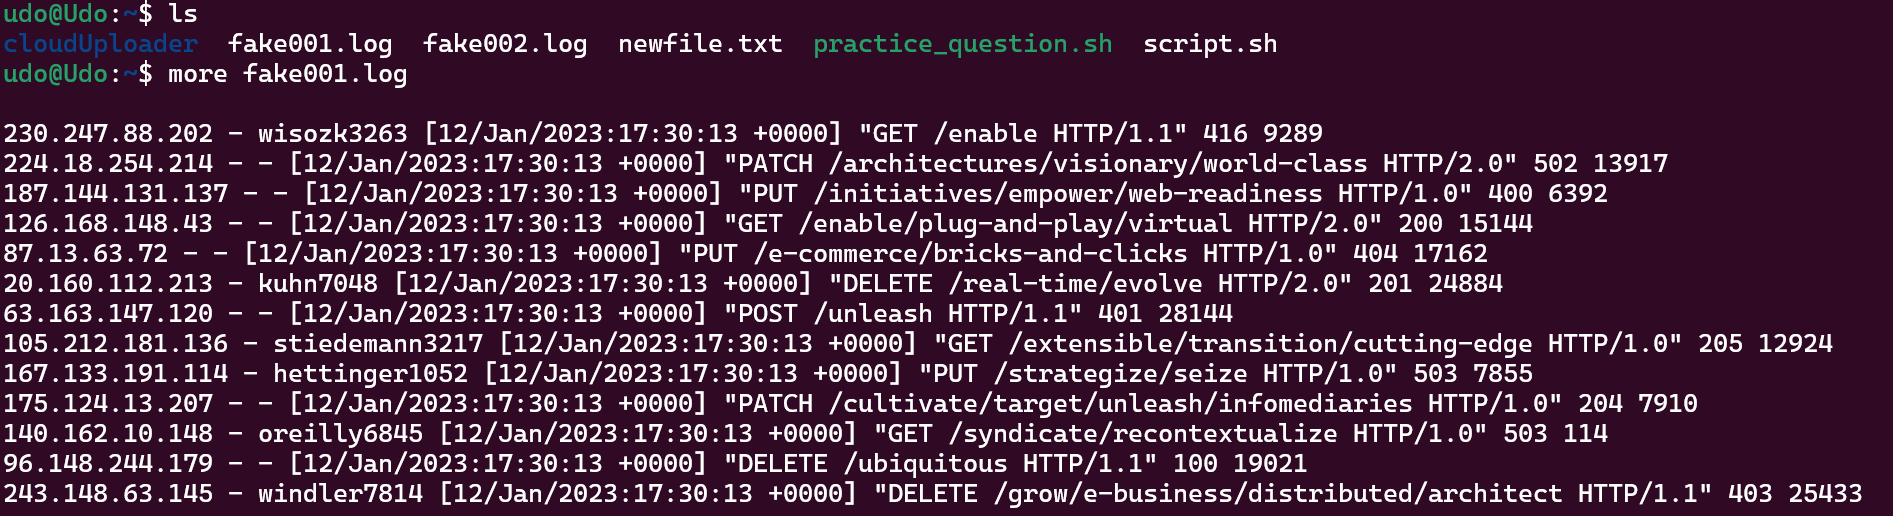 udo@Udo:~$ ls
cloudUploader  fake001.log  fake002.log  newfile.txt  practice_question.sh  script.sh
udo@Udo:~$ more fake001.log
230.247.88.202 - wisozk3263 [12/Jan/2023:17:30:13 +0000] "GET /enable HTTP/1.1" 416 9289
224.18.254.214 - - [12/Jan/2023:17:30:13 +0000] "PATCH /architectures/visionary/world-class HTTP/2.0" 502 13917
187.144.131.137 - - [12/Jan/2023:17:30:13 +0000] "PUT /initiatives/empower/web-readiness HTTP/1.0" 400 6392
126.168.148.43 - - [12/Jan/2023:17:30:13 +0000] "GET /enable/plug-and-play/virtual HTTP/2.0" 200 15144
87.13.63.72 - - [12/Jan/2023:17:30:13 +0000] "PUT /e-commerce/bricks-and-clicks HTTP/1.0" 404 17162
20.160.112.213 - kuhn7048 [12/Jan/2023:17:30:13 +0000] "DELETE /real-time/evolve HTTP/2.0" 201 24884
63.163.147.120 - - [12/Jan/2023:17:30:13 +0000] "POST /unleash HTTP/1.1" 401 28144
105.212.181.136 - stiedemann3217 [12/Jan/2023:17:30:13 +0000] "GET /extensible/transition/cutting-edge HTTP/1.0" 205 12924
167.133.191.114 - hettinger1052 [12/Jan/2023:17:30:13 +0000] "PUT /strategize/seize HTTP/1.0" 503 7855
175.124.13.207 - - [12/Jan/2023:17:30:13 +0000] "PATCH /cultivate/target/unleash/infomediaries HTTP/1.0" 204 7910
140.162.10.148 - oreilly6845 [12/Jan/2023:17:30:13 +0000] "GET /syndicate/recontextualize HTTP/1.0" 503 114
96.148.244.179 - - [12/Jan/2023:17:30:13 +0000] "DELETE /ubiquitous HTTP/1.1" 100 19021
243.148.63.145 - windler7814 [12/Jan/2023:17:30:13 +0000] "DELETE /grow/e-business/distributed/architect HTTP/1.1" 403 25433